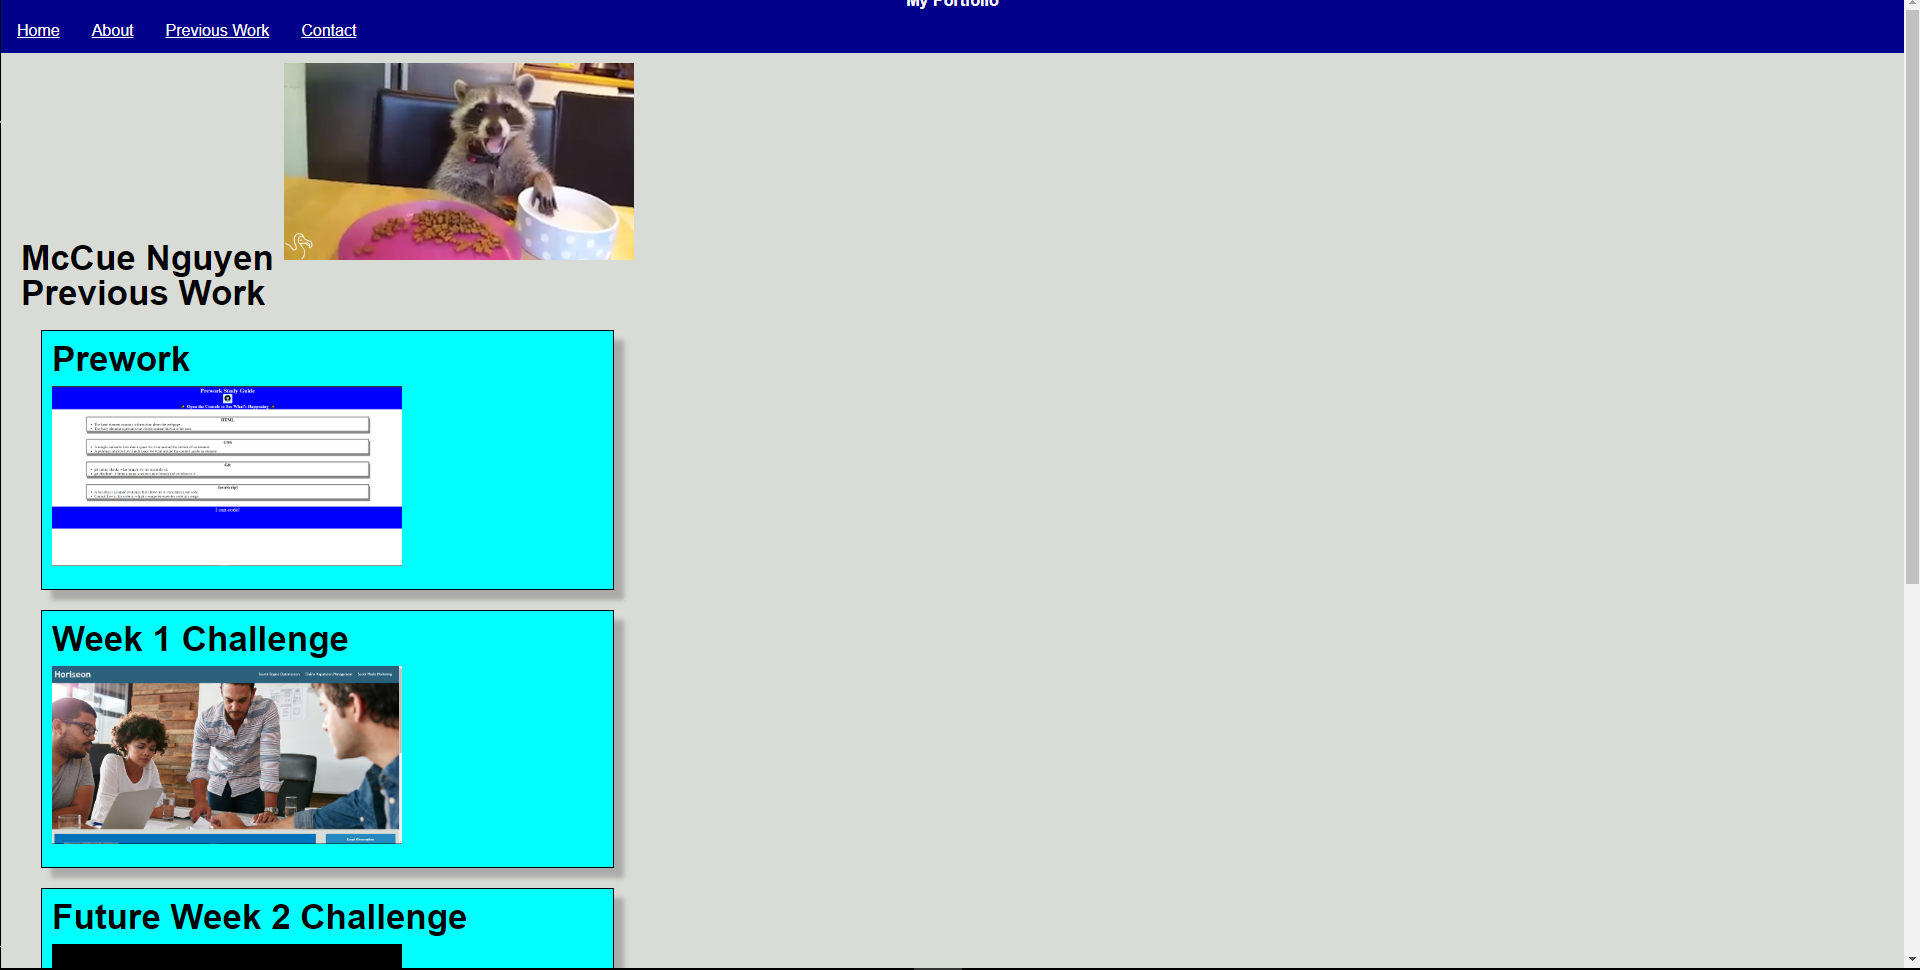 My Portfolio
Home About Previous Work Contact
McCue Nguyen
Previous Work
Prework
Prework Study Guide
Open the Console to See What's Happening
HTML
CSS
Git
JavaScript
I can code!
Week 1 Challenge
Horiseon
Search Engine Optimization Online Reputation Management Social Media Marketing
Future Week 2 Challenge